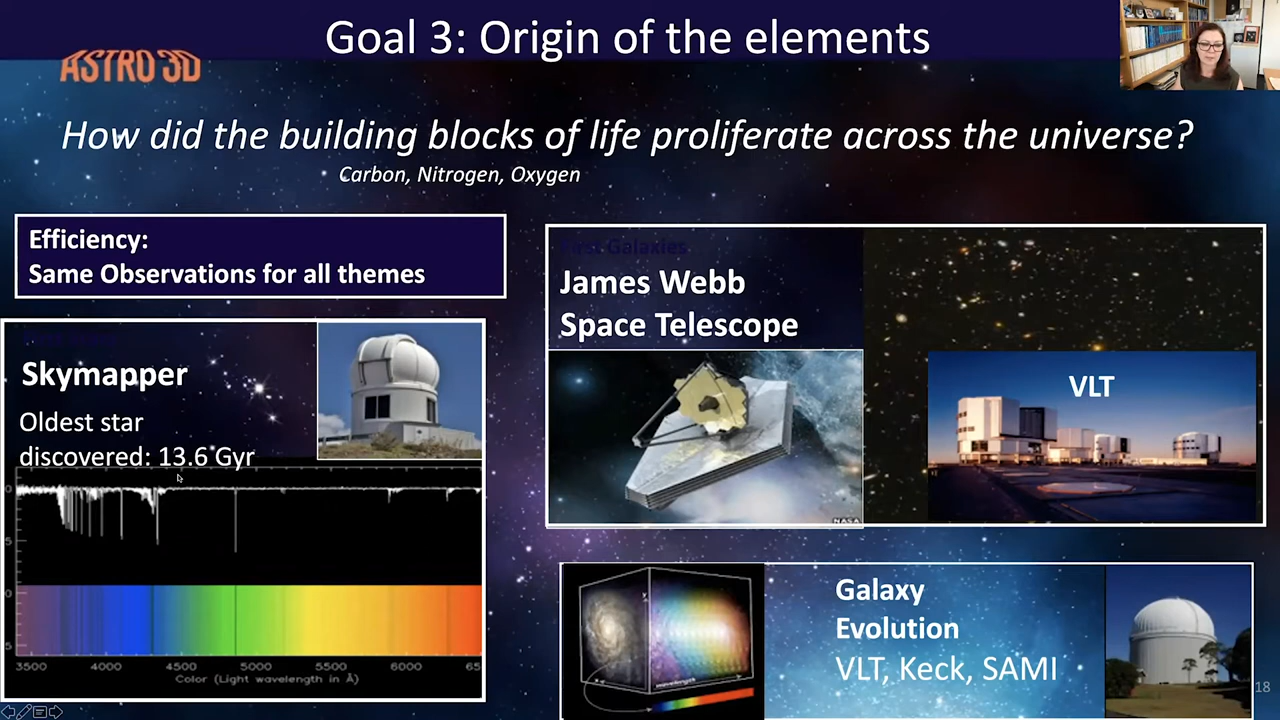 Goal 3: Origin of the elements
ASTRO 3D
How did the building blocks of life proliferate across the universe?
Carbon, Nitrogen, Oxygen
Efficiency:
Same Observations for all themes
Skymapper
Oldest star
discovered: 13.6 Gyr
3500 4000 4500 5000 5500 6000 65
Color (Light wavelength in Å)
First Galaxies
James Webb
Space Telescope
NASA
VLT
Galaxy
Evolution
VLT, Keck, SAMI
18